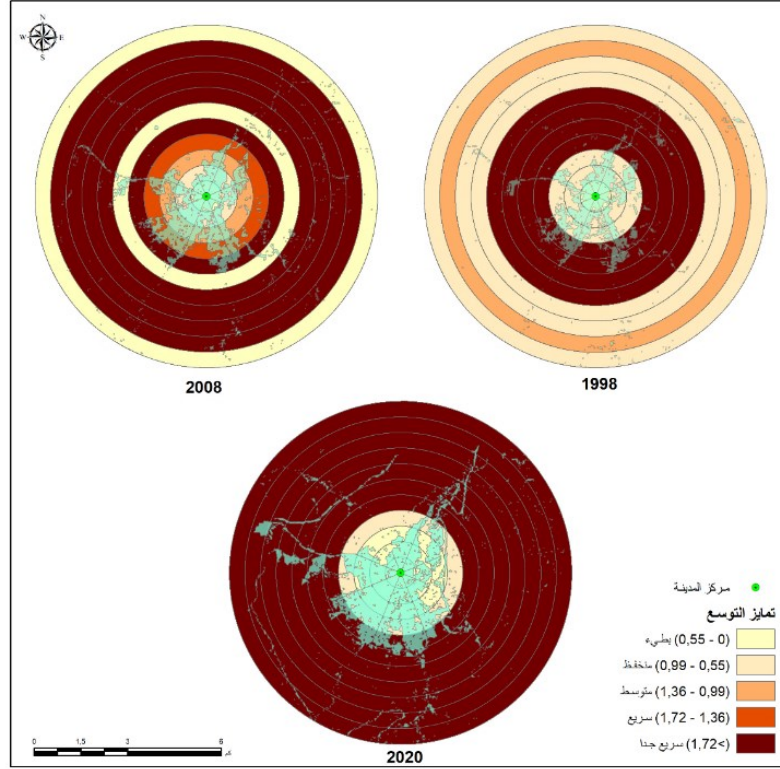 N
W E
S
2008
1998
مركز المدينة
تمايز التوسع
(0 - 0,55) بطيء
(0,55 - 0,99) منخفظ
(0,99 - 1,36) متوسط
(1,36 - 1,72) سريع
(1,72<) سريع جدا
0 1,5 3 6
كم
2020